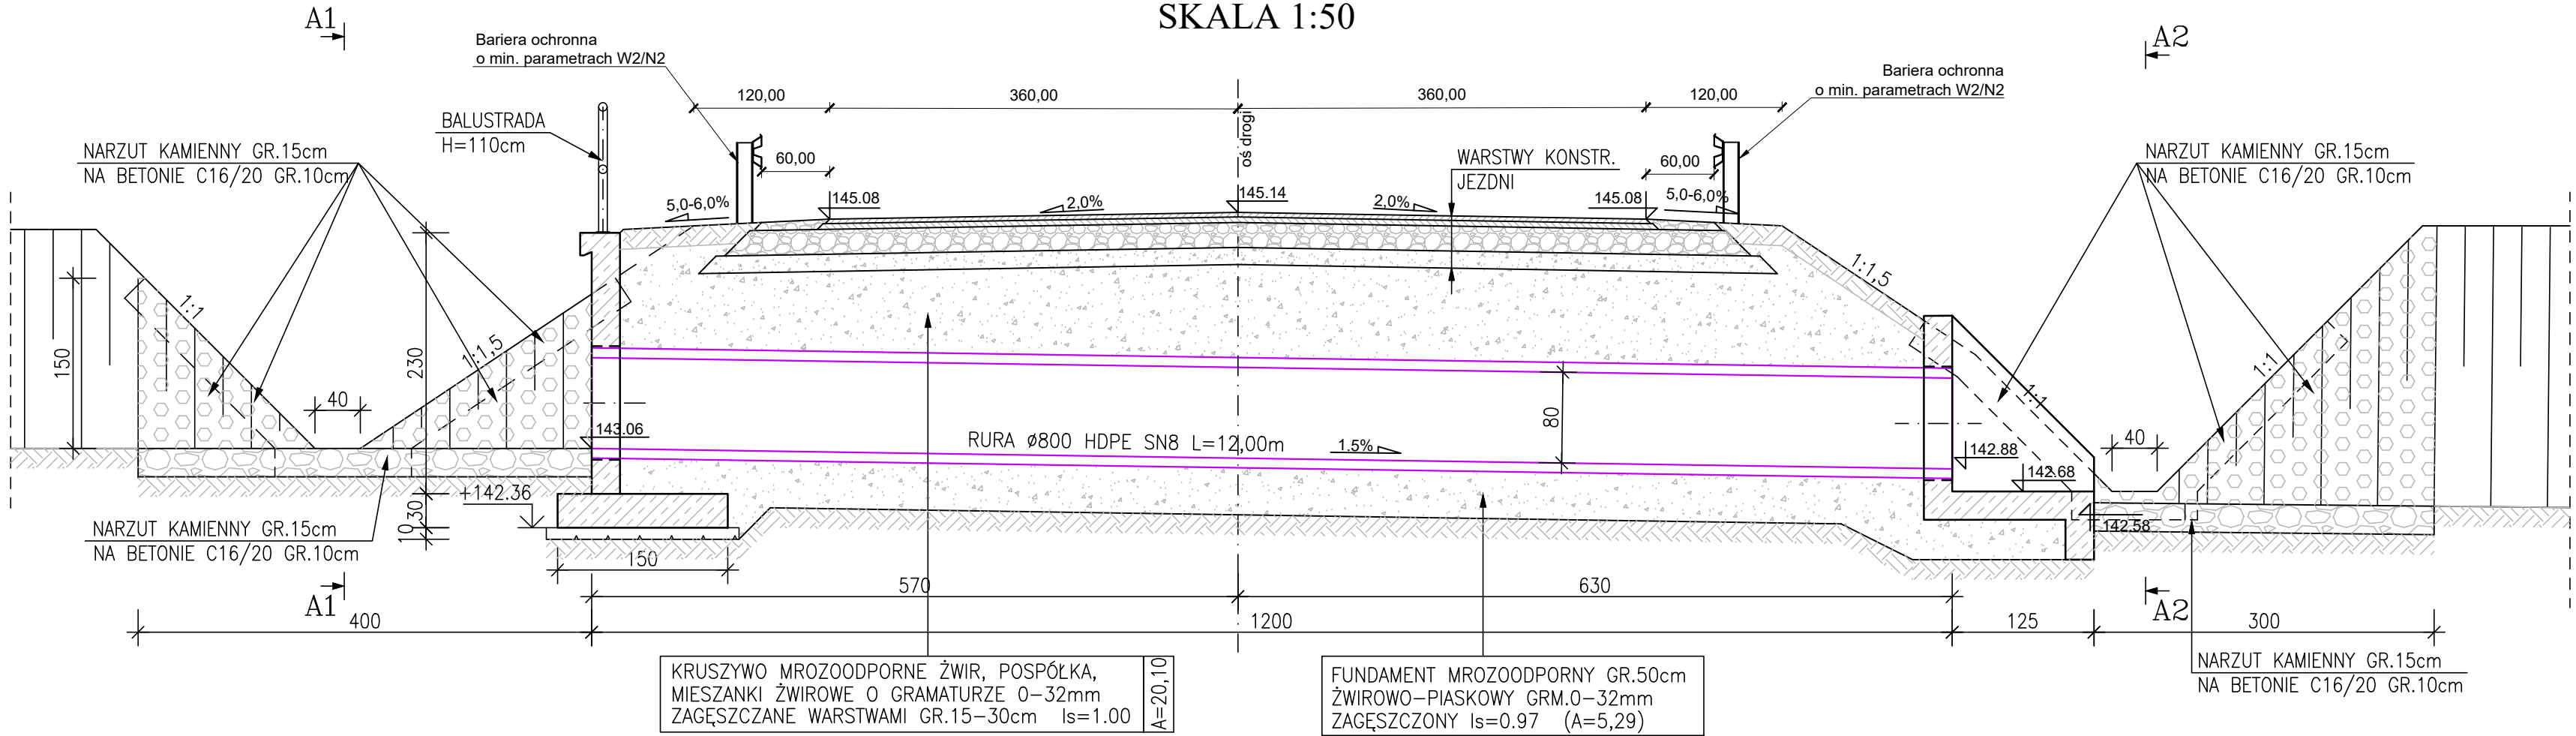 SKALA 1:50
A1
A2
Bariera ochronna
o min. parametrach W2/N2
Bariera ochronna
o min. parametrach W2/N2
120,00
360,00
360,00
120,00
oś drogi
BALUSTRADA
H=110cm
NARZUT KAMIENNY GR.15cm
NA BETONIE C16/20 GR.10cm
60,00
WARSTWY KONSTR.
JEZDNI
60,00
NARZUT KAMIENNY GR.15cm
NA BETONIE C16/20 GR.10cm
5,0-6,0%
145.08
2,0%
145.14
2,0%
145.08
5,0-6,0%
1:1
1:1,5
150
230
40
1:1,5
1:1
1:1
40
80
143.06
RURA ø800 HDPE SN8 L=12,00m
1.5%
142.88
142.68
142.58
+142.36
30
10
NARZUT KAMIENNY GR.15cm
NA BETONIE C16/20 GR.10cm
150
570
630
A1
A2
400
1200
125
300
KRUSZYWO MROZOODPORNE ŻWIR, POSPÓŁKA,
MIESZANKI ŻWIROWE O GRAMATURZE 0-32mm
ZAGĘSZCZANE WARSTWAMI GR.15-30cm Is=1.00
A=20,10
FUNDAMENT MROZOODPORNY GR.50cm
ŻWIROWO-PIASKOWY GRM.0-32mm
ZAGĘSZCZONY Is=0.97 (A=5,29)
NARZUT KAMIENNY GR.15cm
NA BETONIE C16/20 GR.10cm